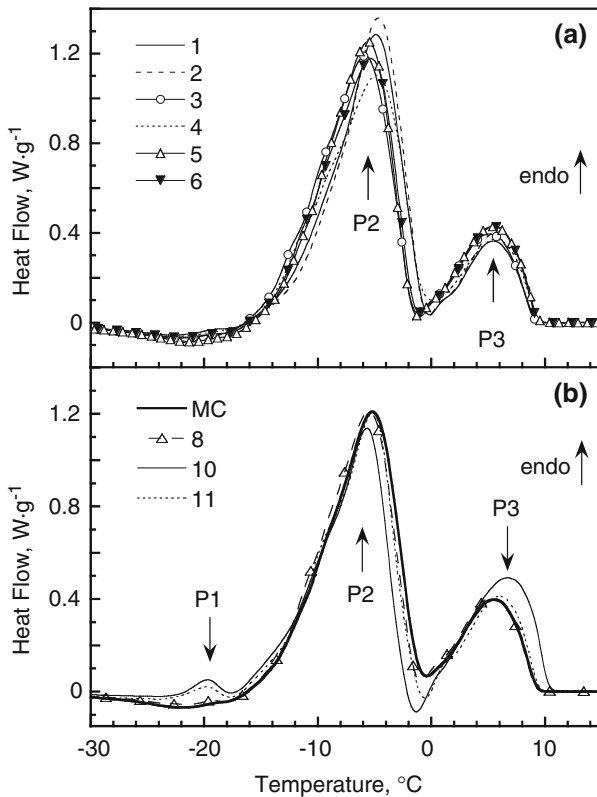 (a)
1.2
0.8
0.4
0
Heat Flow, W·g⁻¹
1
2
3
4
5
6
endo
P2
P3
(b)
1.2
0.8
0.4
0
Heat Flow, W·g⁻¹
MC
8
10
11
endo
P1
P2
P3
-30 -20 -10 0 10
Temperature, °C